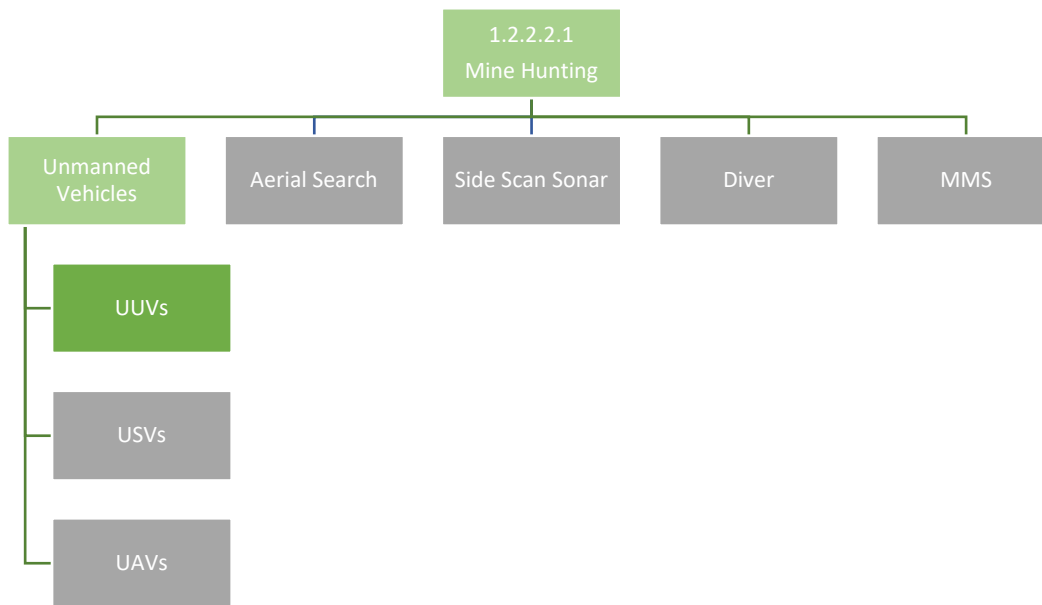 1.2.2.2.1
Mine Hunting
Unmanned
Vehicles
Aerial Search
Side Scan Sonar
Diver
MMS
UUVs
USVs
UAVs